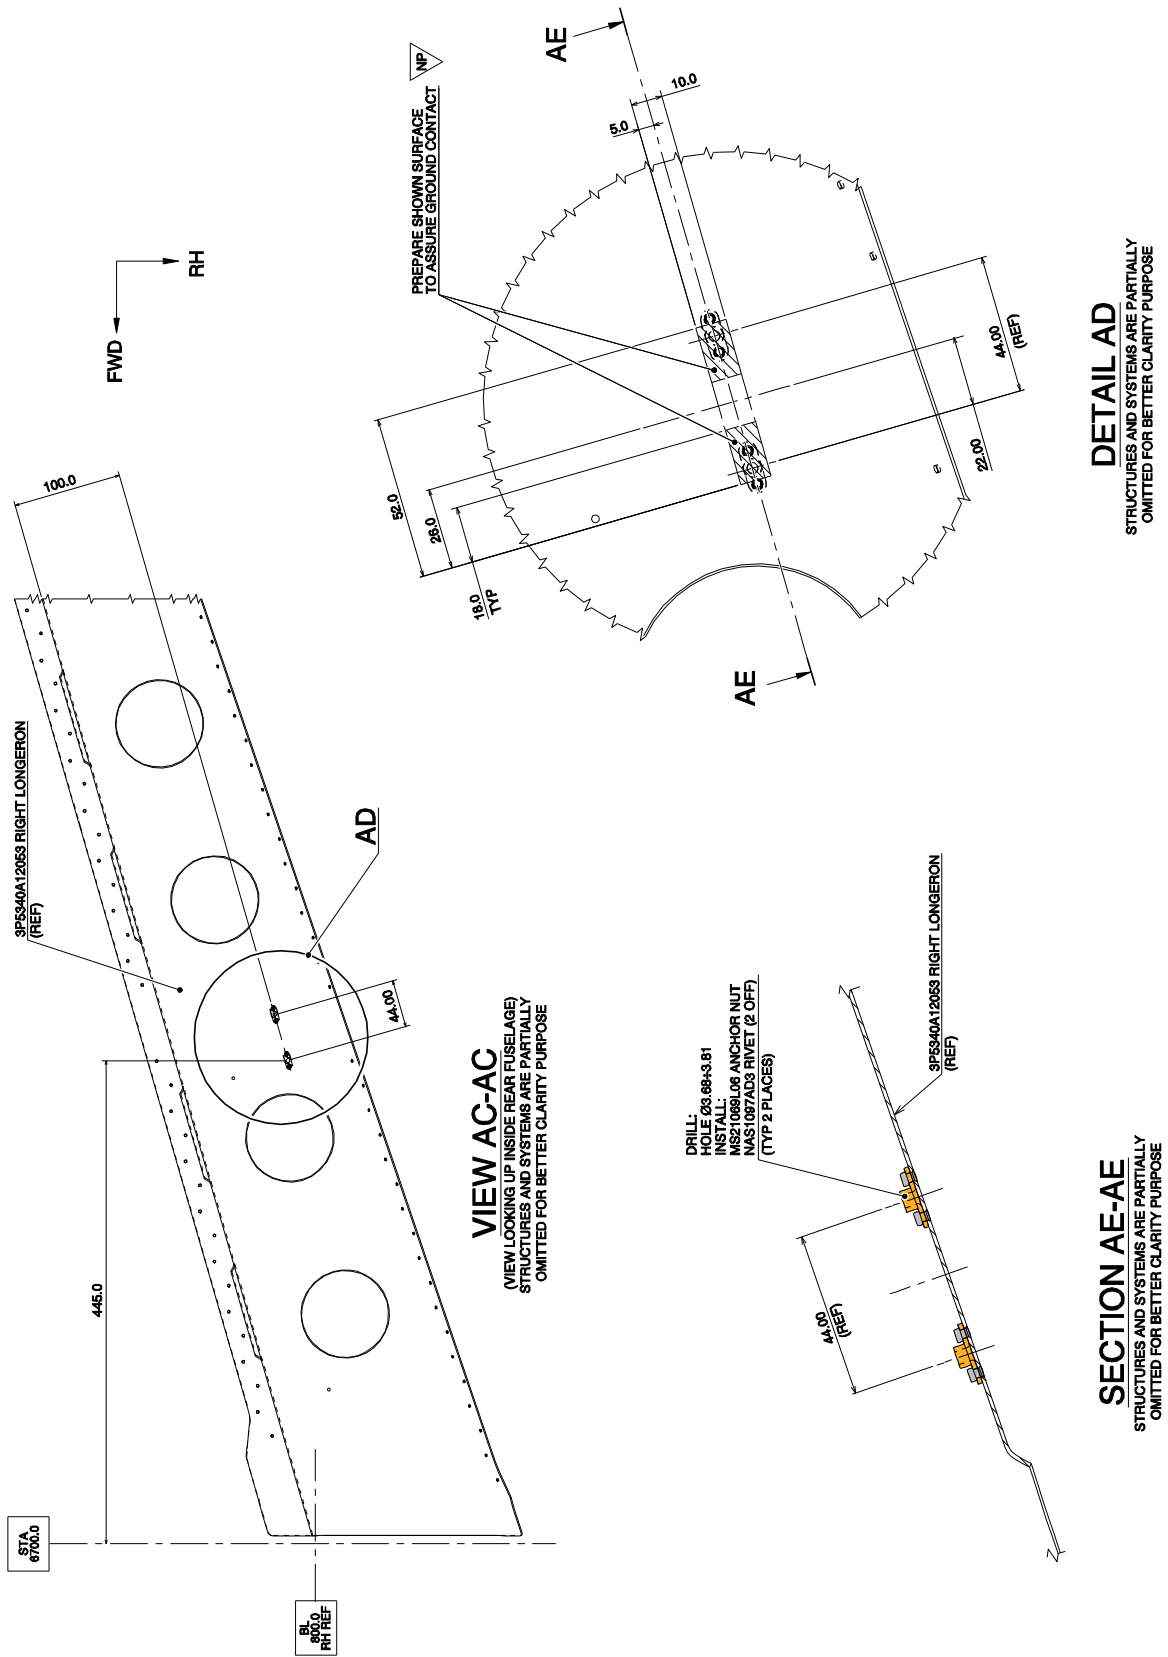 STA
6700.0
BL
800.0
RH REF
445.0
3P5340A12053 RIGHT LONGERON
(REF)
100.0
FWD
RH
AD
44.00
VIEW AC-AC
(VIEW LOOKING UP INSIDE REAR FUSELAGE)
STRUCTURES AND SYSTEMS ARE PARTIALLY
OMITTED FOR BETTER CLARITY PURPOSE
PREPARE SHOWN SURFACE
TO ASSURE GROUND CONTACT
NP
AE
AE
5.0
10.0
52.0
26.0
18.0
TYP
22.00
44.00
(REF)
DETAIL AD
STRUCTURES AND SYSTEMS ARE PARTIALLY
OMITTED FOR BETTER CLARITY PURPOSE
DRILL:
HOLE Ø3.68÷3.81
INSTALL:
MS21069L06 ANCHOR NUT
NAS1097AD3 RIVET (2 OFF)
(TYP 2 PLACES)
44.00
(REF)
3P5340A12053 RIGHT LONGERON
(REF)
SECTION AE-AE
STRUCTURES AND SYSTEMS ARE PARTIALLY
OMITTED FOR BETTER CLARITY PURPOSE